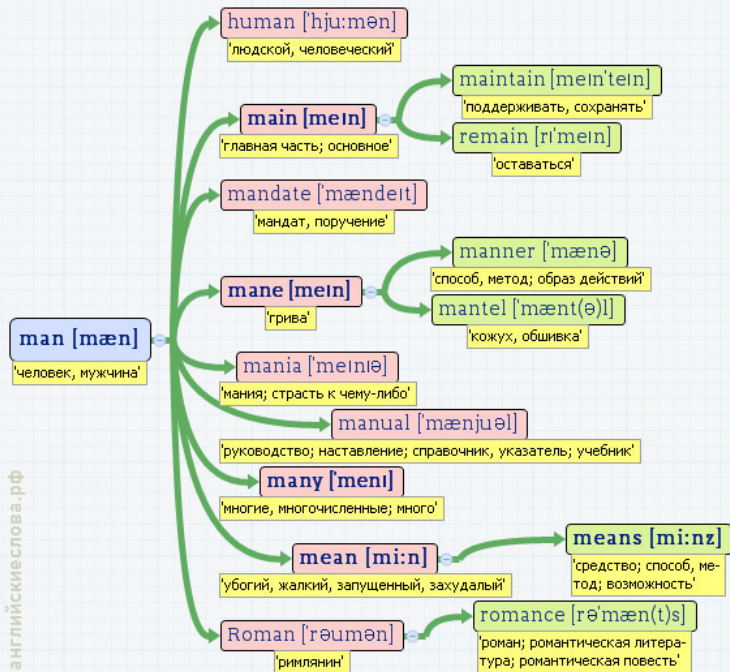 human ['hju:mən]
'людской, человеческий'
main [meɪn]
'главная часть; основное'
maintain [meɪn'teɪn]
'поддерживать, сохранять'
remain [rɪ'meɪn]
'оставаться'
mandate ['mændeɪt]
'мандат, поручение'
mane [meɪn]
'грива'
manner ['mænə]
'способ, метод; образ действий'
mantel ['mænt(ə)l]
'кожух, обшивка'
man [mæn]
'человек, мужчина'
mania ['meɪnɪə]
'мания; страсть к чему-либо'
manual ['mænjuəl]
'руководство; наставление; справочник, указатель; учебник'
many ['menɪ]
'многие, многочисленные; много'
mean [mi:n]
'убогий, жалкий, запущенный, захудалый'
means [mi:nz]
'средство; способ, ме-
тод; возможность'
Roman ['rəumən]
'римлянин'
romance [rə'mæn(t)s]
'роман; романтическая литера-
тура; романтическая повесть'
английскиеслова.рф